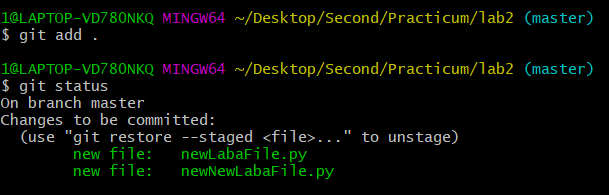 1@LAPTOP-VD780NKQ MINGW64 ~/Desktop/Second/Practicum/lab2 (master)
$ git add .
1@LAPTOP-VD780NKQ MINGW64 ~/Desktop/Second/Practicum/lab2 (master)
$ git status
On branch master
Changes to be committed:
  (use "git restore --staged <file>..." to unstage)
        new file:   newLabaFile.py
        new file:   newNewLabaFile.py